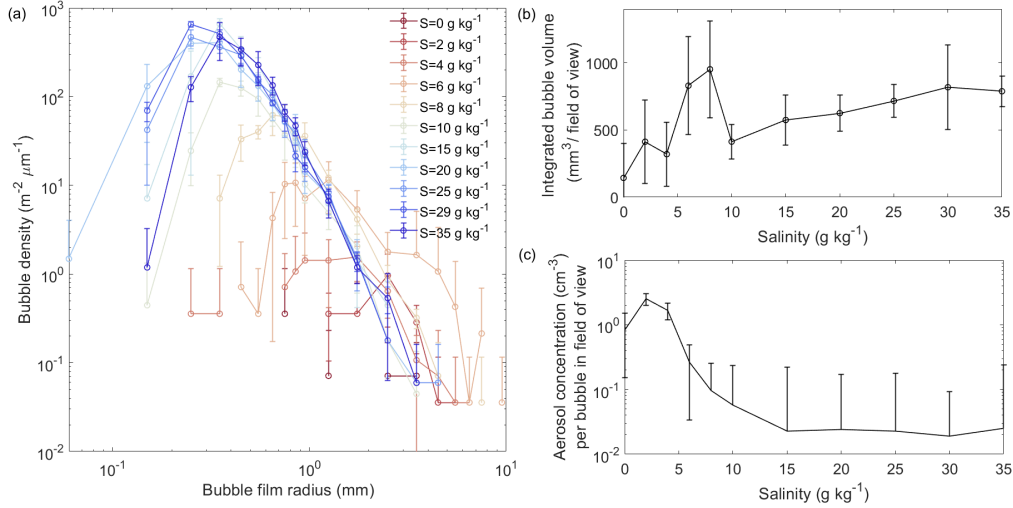 (a)
10³
10²
10¹
10⁰
10⁻¹
10⁻²
Bubble density (m⁻² μm⁻¹)
10⁻¹
10⁰
10¹
Bubble film radius (mm)
S=0 g kg⁻¹
S=2 g kg⁻¹
S=4 g kg⁻¹
S=6 g kg⁻¹
S=8 g kg⁻¹
S=10 g kg⁻¹
S=15 g kg⁻¹
S=20 g kg⁻¹
S=25 g kg⁻¹
S=29 g kg⁻¹
S=35 g kg⁻¹
(b)
Integrated bubble volume
(mm³/ field of view)
1000
500
0
0 5 10 15 20 25 30 35
Salinity (g kg⁻¹)
(c)
Aerosol concentration (cm⁻³)
per bubble in field of view
10¹
10⁰
10⁻¹
10⁻²
0 5 10 15 20 25 30 35
Salinity (g kg⁻¹)